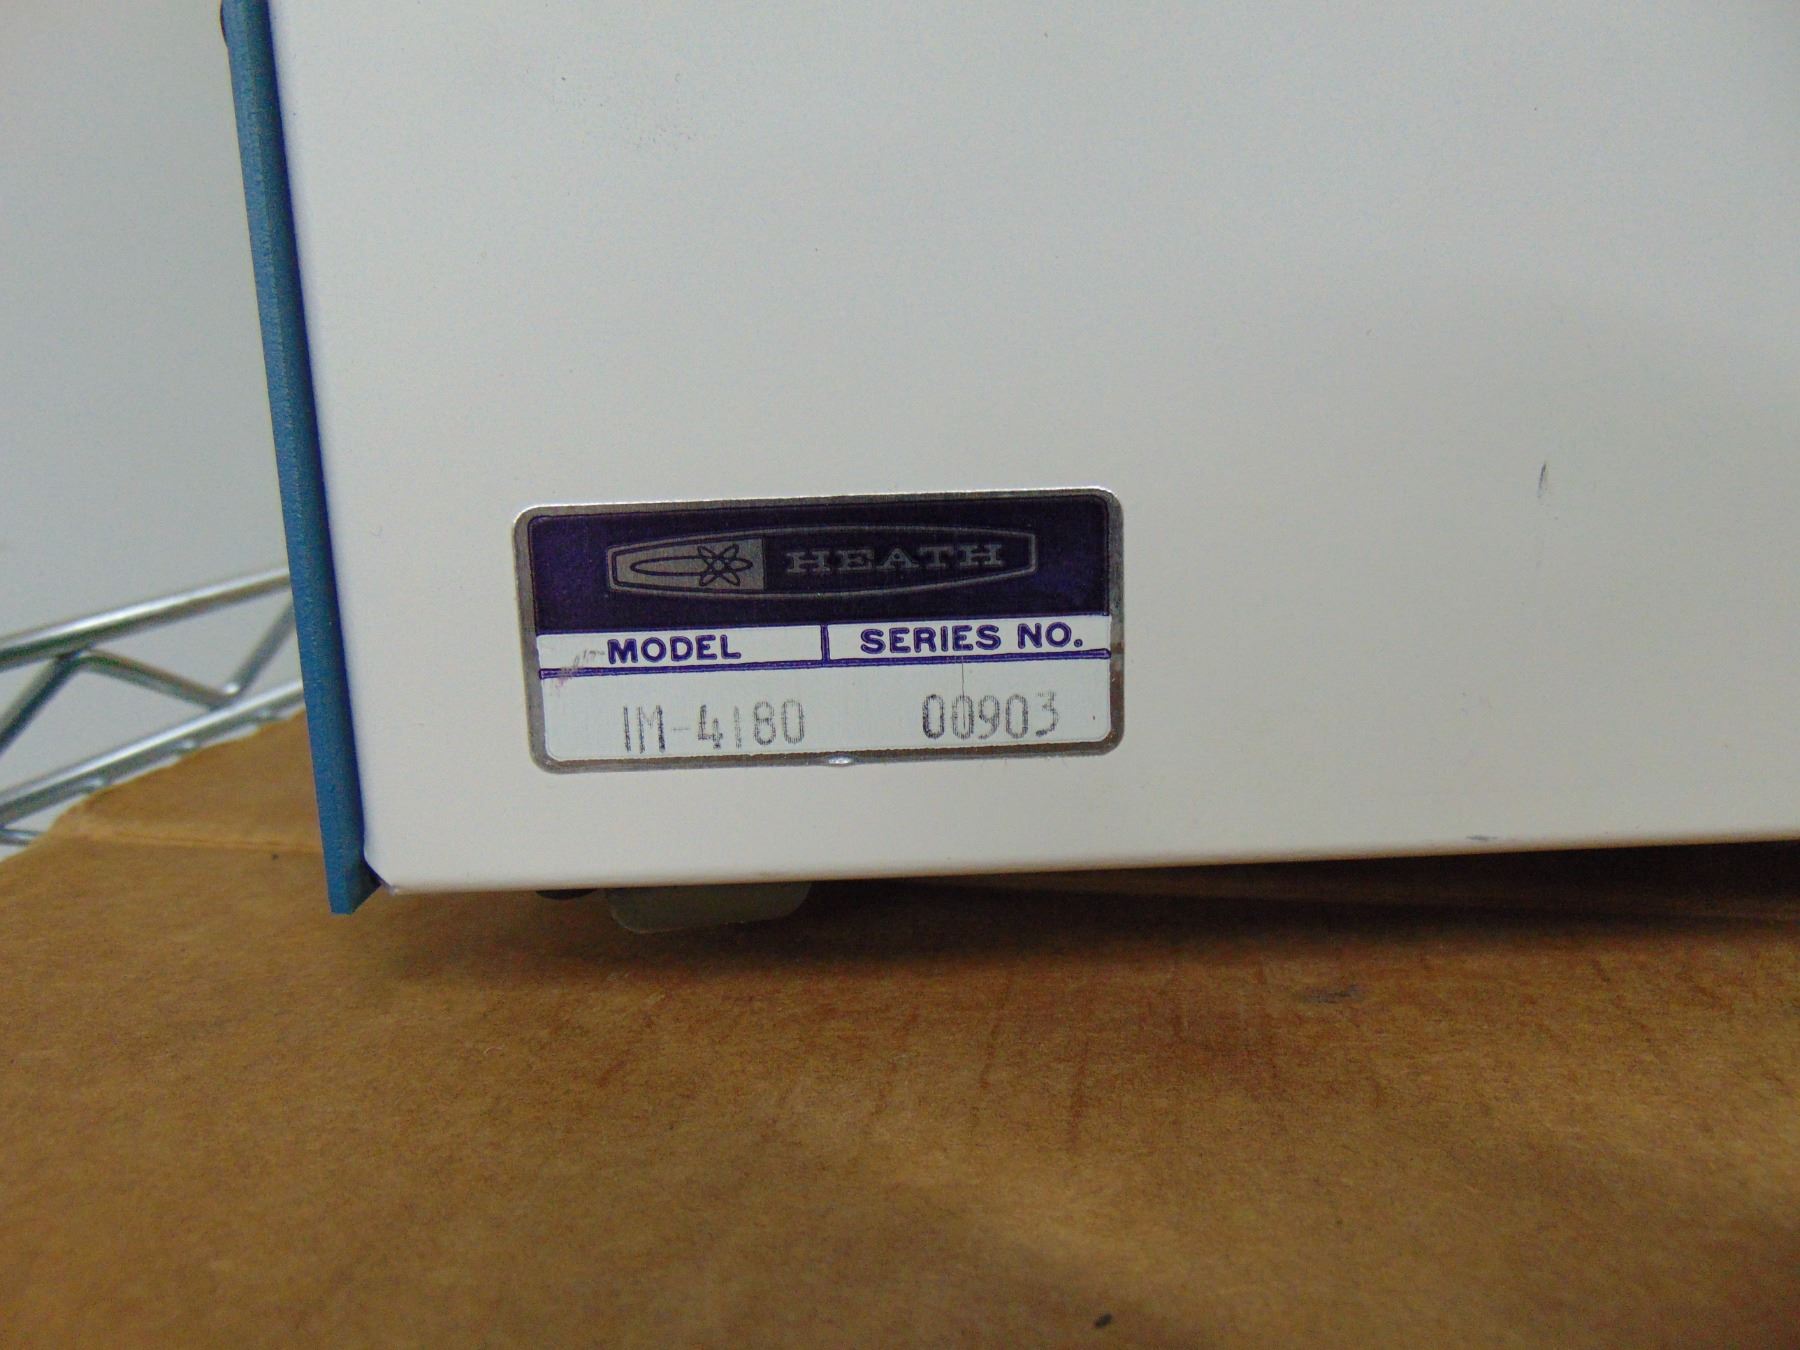 HEATH
MODEL SERIES NO.
IM-4180 00903